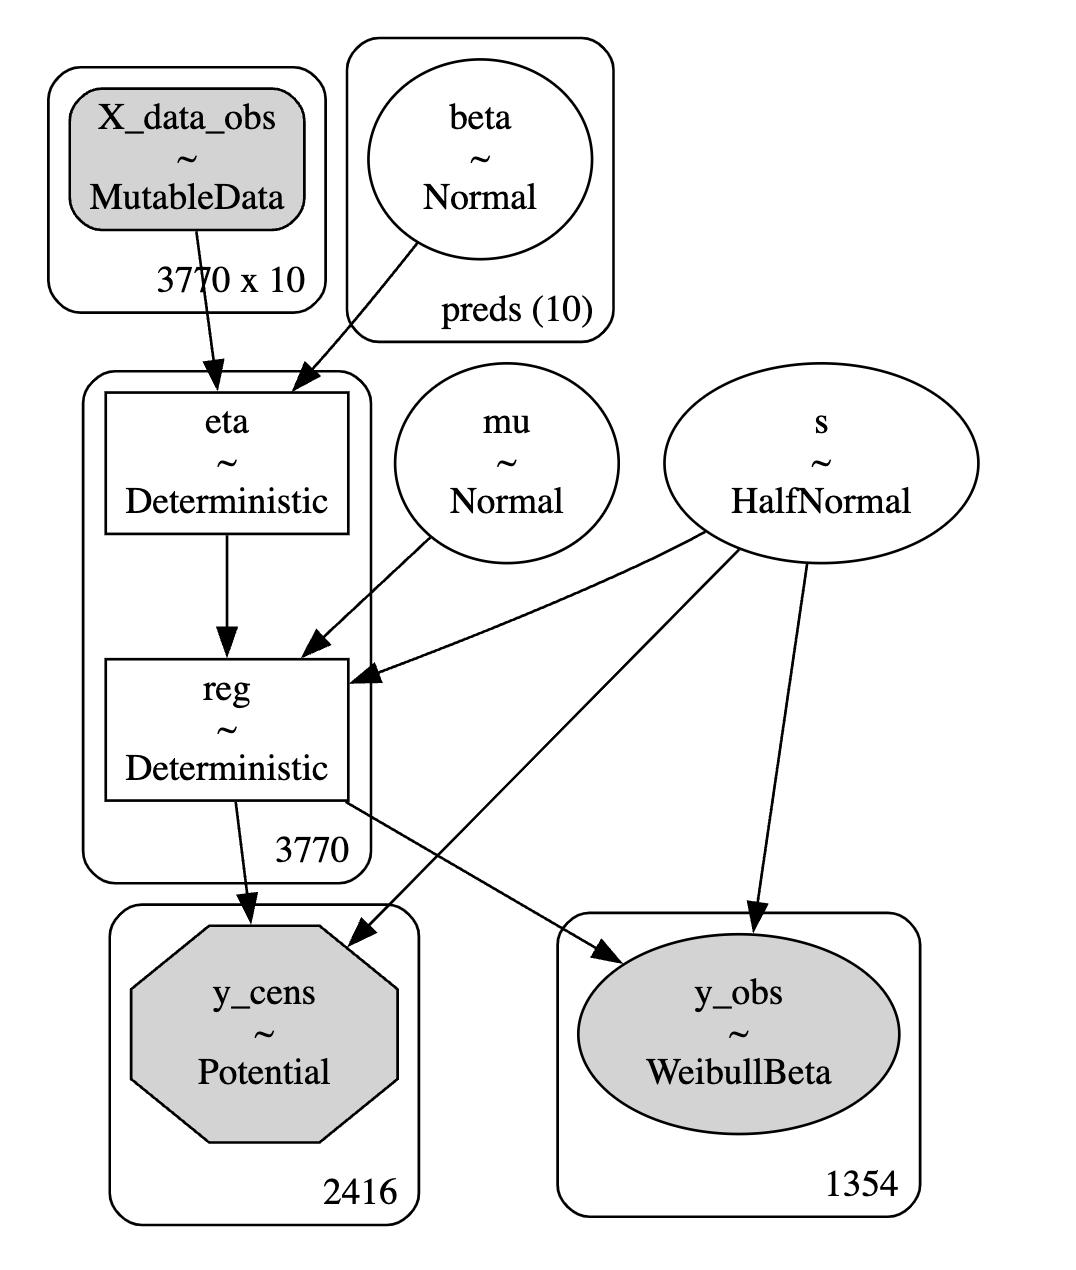 X_data_obs
~
MutableData
3770 x 10
beta
~
Normal
preds (10)
eta
~
Deterministic
mu
~
Normal
s
~
HalfNormal
reg
~
Deterministic
3770
y_cens
~
Potential
2416
y_obs
~
WeibullBeta
1354